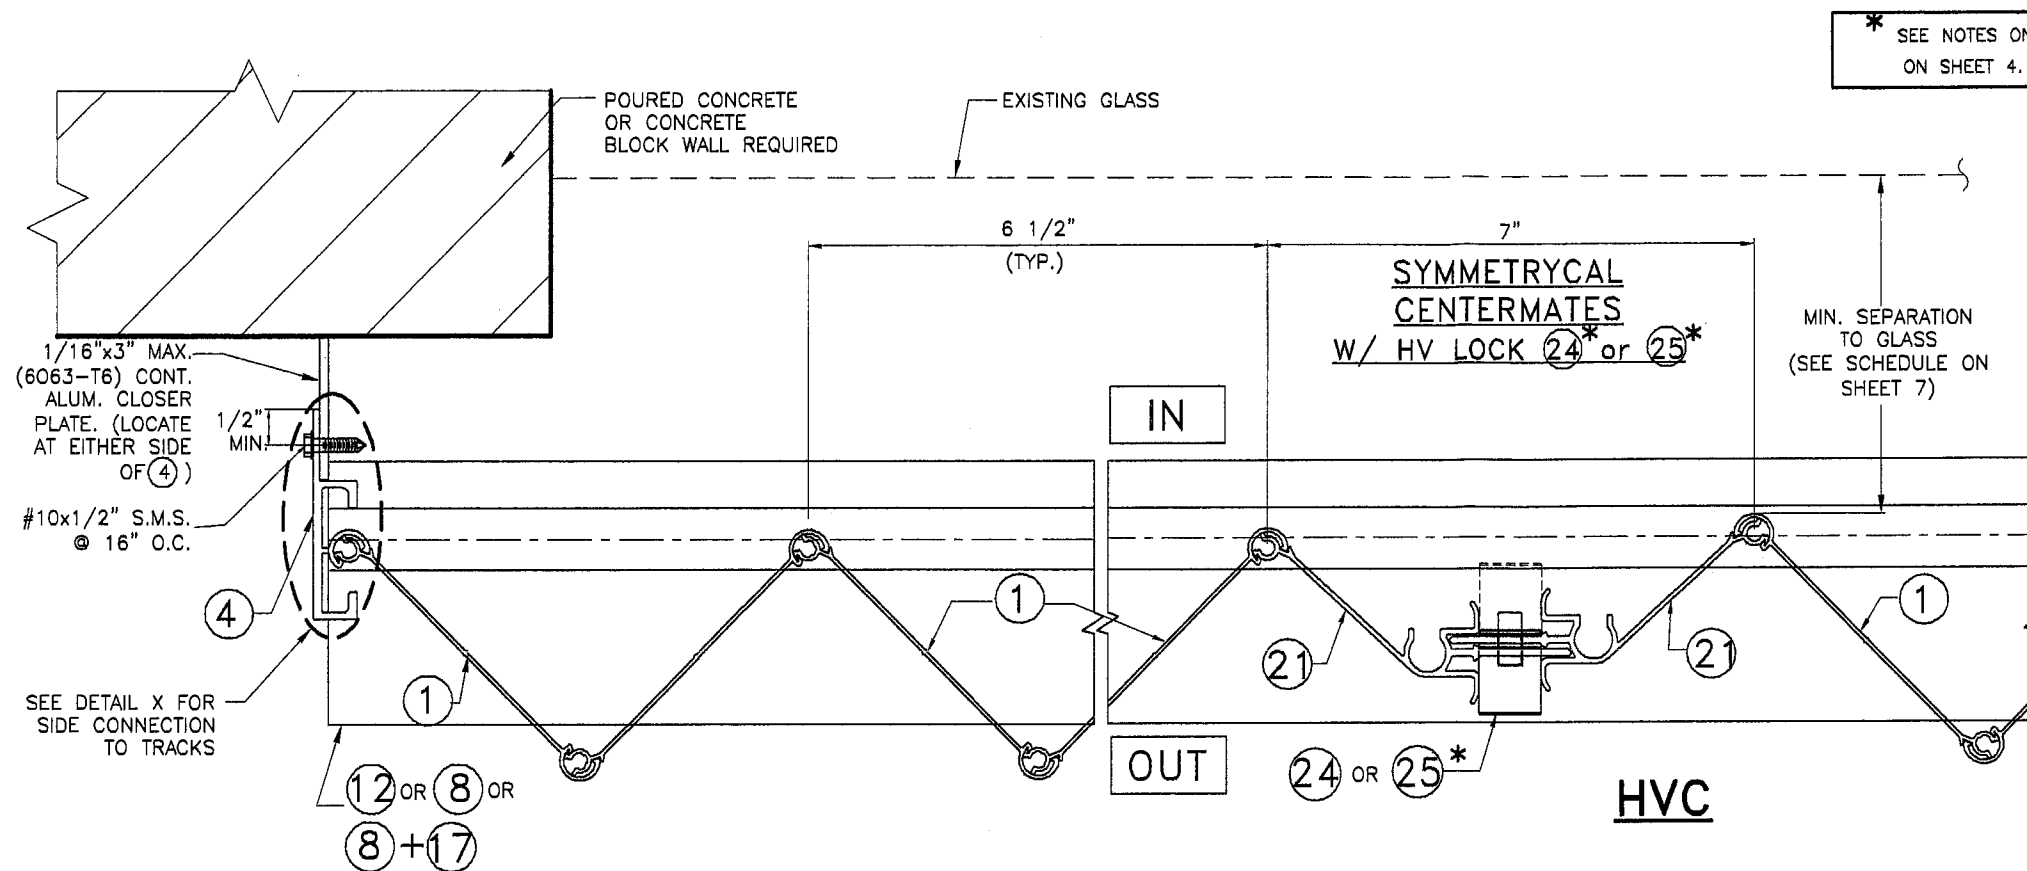 * SEE NOTES ON
ON SHEET 4.
POURED CONCRETE
OR CONCRETE
BLOCK WALL REQUIRED
EXISTING GLASS
6 1/2"
(TYP.)
7"
SYMMETRYCAL
CENTERMATES
W/ HV LOCK 24* or 25*
MIN. SEPARATION
TO GLASS
(SEE SCHEDULE ON
SHEET 7)
1/16"x3" MAX.
(6063-T6) CONT.
ALUM. CLOSER
PLATE. (LOCATE
AT EITHER SIDE
OF 4 )
1/2"
MIN.
IN
#10x1/2" S.M.S.
@ 16" O.C.
4
1
1
21
21
1
SEE DETAIL X FOR
SIDE CONNECTION
TO TRACKS
OUT
24 OR 25*
12 OR 8 OR
8 + 17
HVC